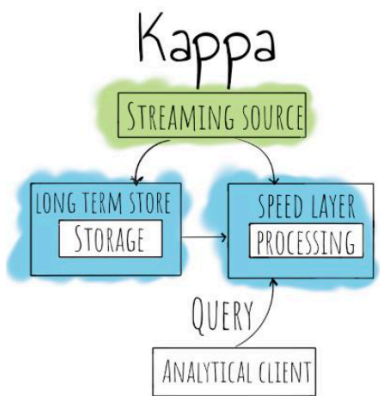 Kappa
STREAMING SOURCE
LONG TERM STORE
STORAGE
SPEED LAYER
PROCESSING
QUERY
ANALYTICAL CLIENT